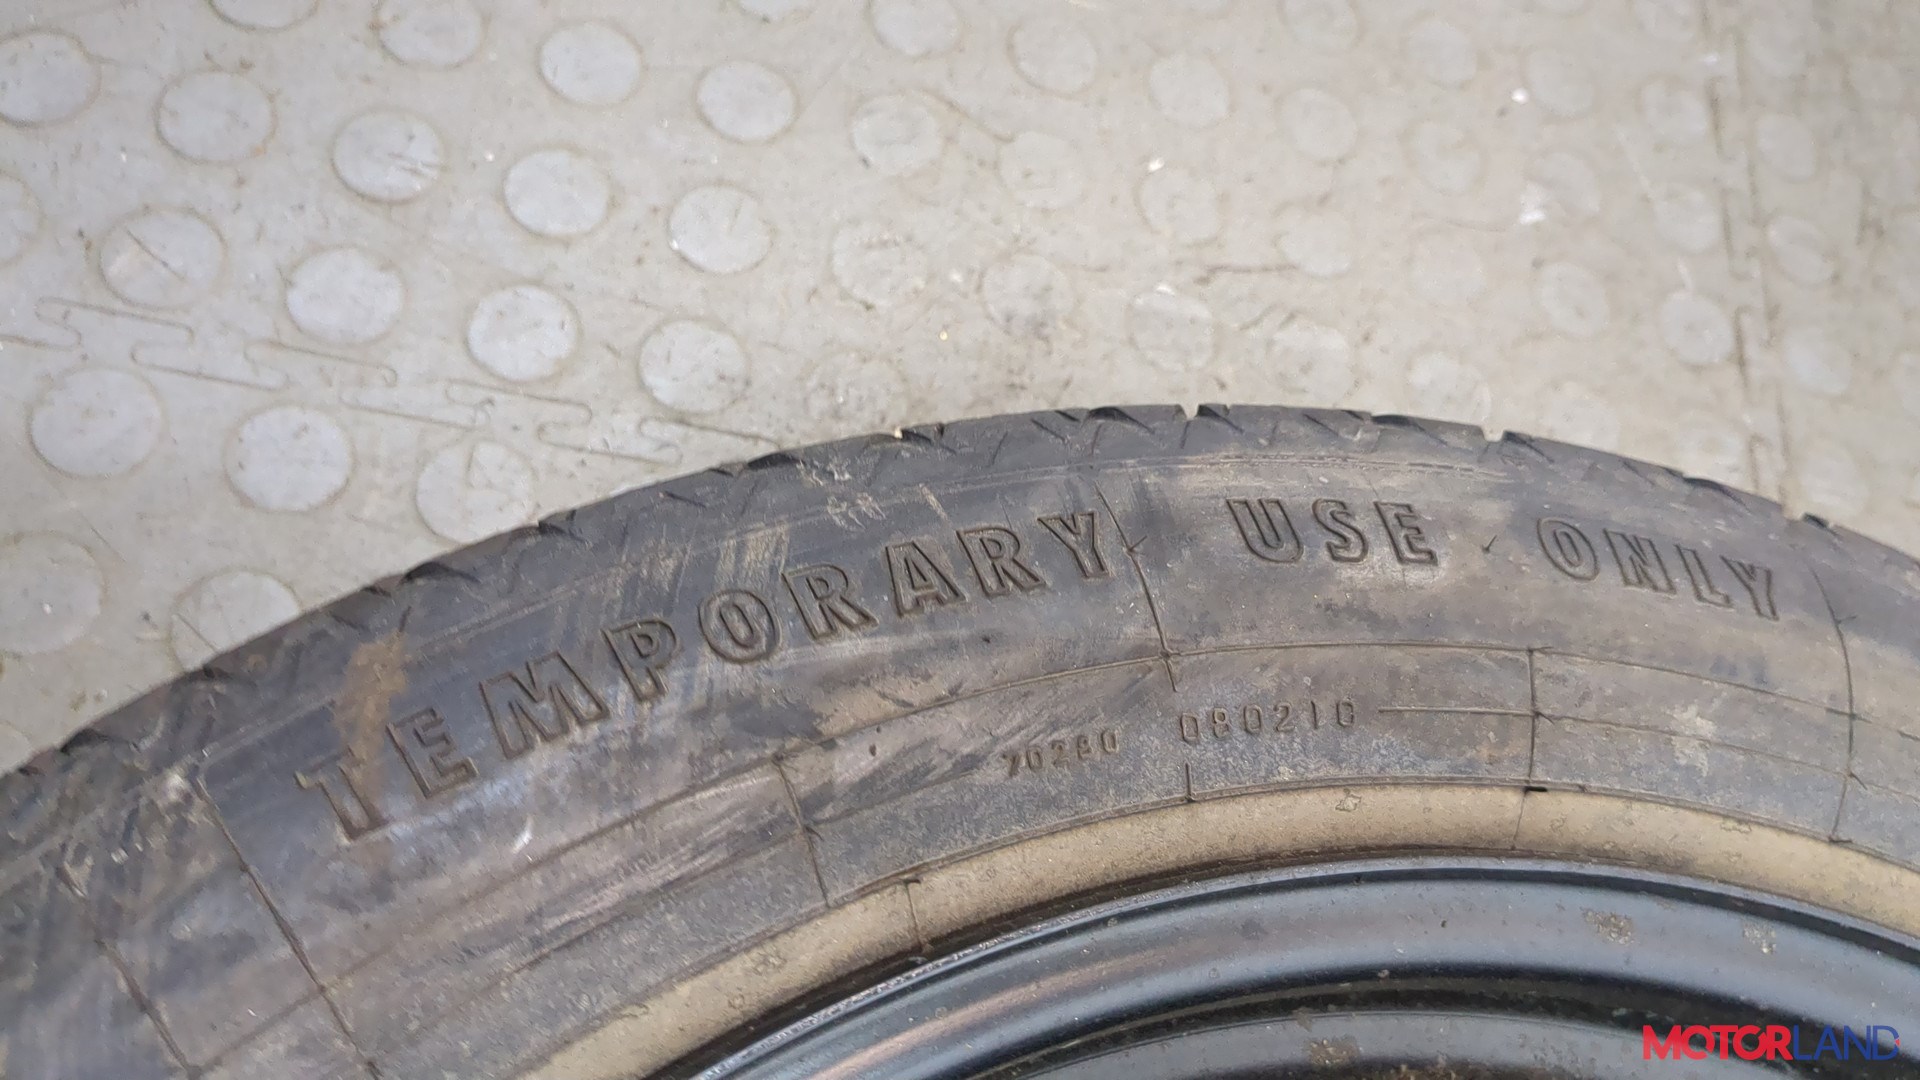 TEMPORARY USE ONLY
70280 080210
MOTORLAND